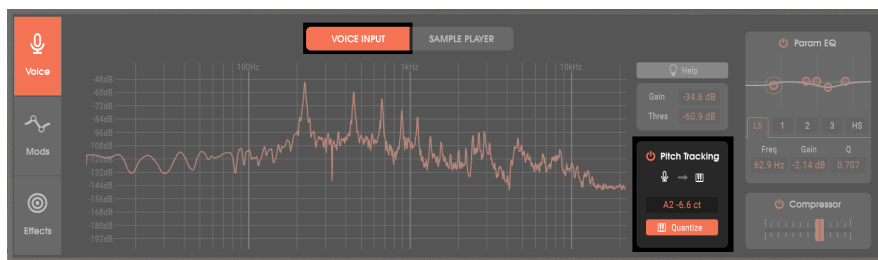 VOICE INPUT
SAMPLE PLAYER
Voice
Mods
Effects
100Hz
1kHz
10kHz
-48dB
-60dB
-72dB
-84dB
-96dB
-108dB
-120dB
-132dB
-144dB
-156dB
-168dB
-180dB
-192dB
Help
Gain -34.6 dB
Thres -60.9 dB
Pitch Tracking
A2 -6.6 ct
Quantize
Param EQ
LS 1 2 3 HS
Freq Gain Q
62.9 Hz -2.14 dB 0.707
Compressor